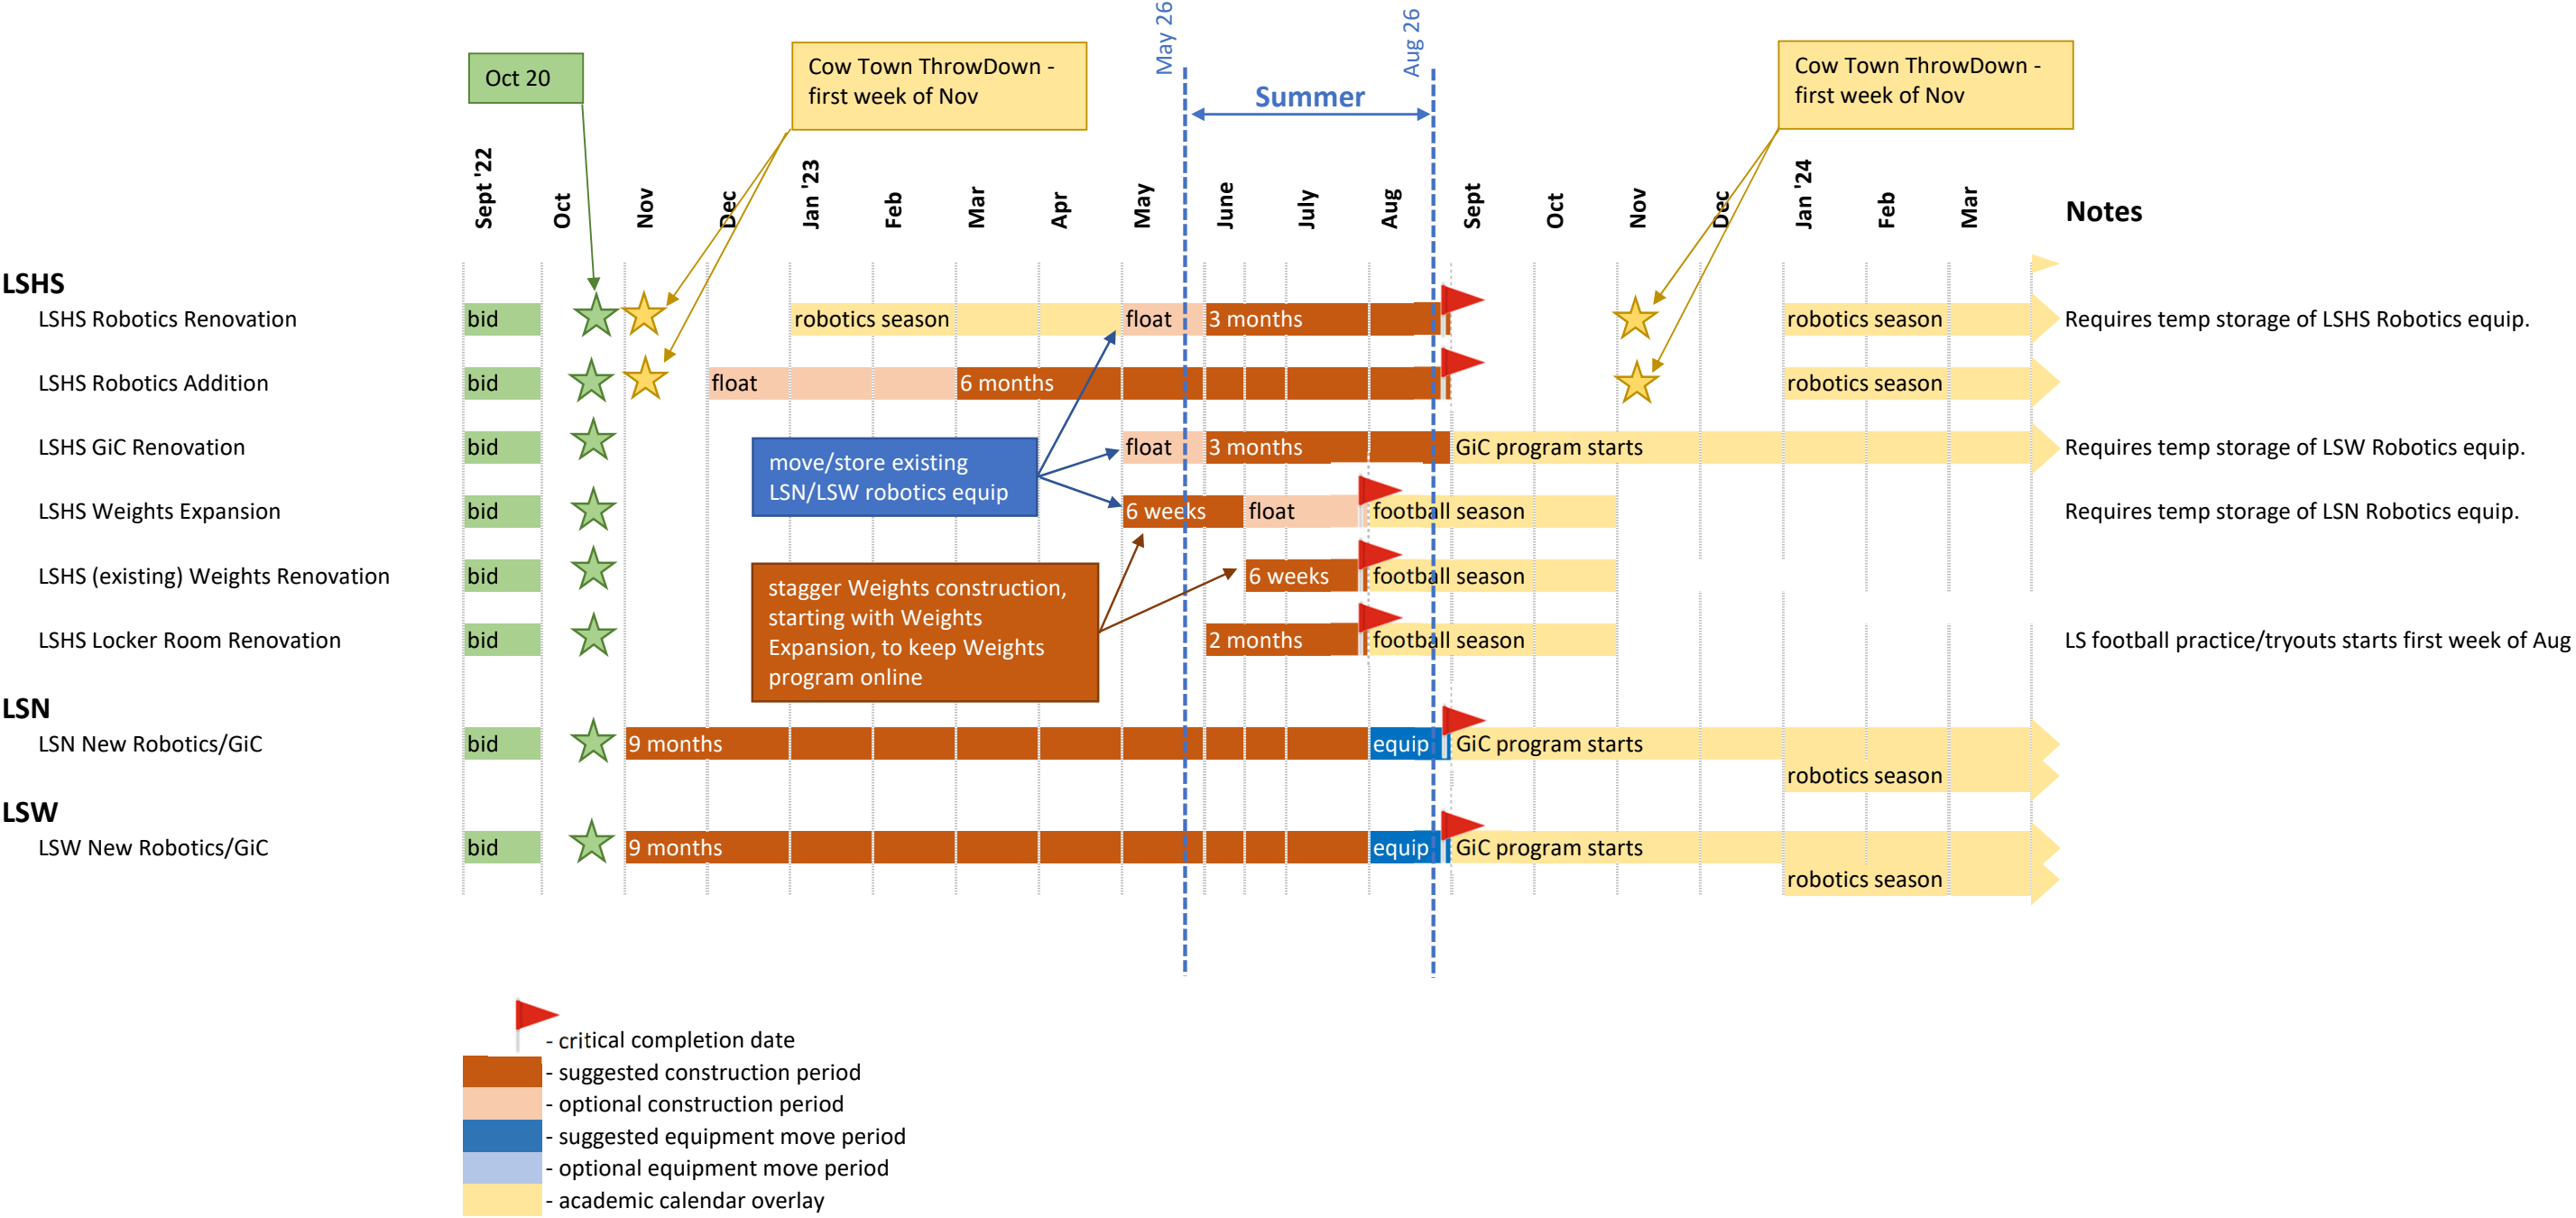 May 26
Aug 26
Oct 20
Cow Town ThrowDown -
first week of Nov
Summer
Cow Town ThrowDown -
first week of Nov
Sept '22
Oct
Nov
Dec
Jan '23
Feb
Mar
Apr
May
June
July
Aug
Sept
Oct
Nov
Dec
Jan '24
Feb
Mar
Notes
LSHS
LSHS Robotics Renovation
bid
robotics season
float
3 months
robotics season
Requires temp storage of LSHS Robotics equip.
LSHS Robotics Addition
bid
float
6 months
robotics season
LSHS GiC Renovation
bid
float
3 months
GiC program starts
Requires temp storage of LSW Robotics equip.
move/store existing
LSN/LSW robotics equip
LSHS Weights Expansion
bid
6 weeks
float
football season
Requires temp storage of LSN Robotics equip.
LSHS (existing) Weights Renovation
bid
6 weeks
football season
stagger Weights construction,
starting with Weights
Expansion, to keep Weights
program online
LSHS Locker Room Renovation
bid
2 months
football season
LS football practice/tryouts starts first week of Aug
LSN
LSN New Robotics/GiC
bid
9 months
equip
GiC program starts
robotics season
LSW
LSW New Robotics/GiC
bid
9 months
equip
GiC program starts
robotics season
- critical completion date
- suggested construction period
- optional construction period
- suggested equipment move period
- optional equipment move period
- academic calendar overlay